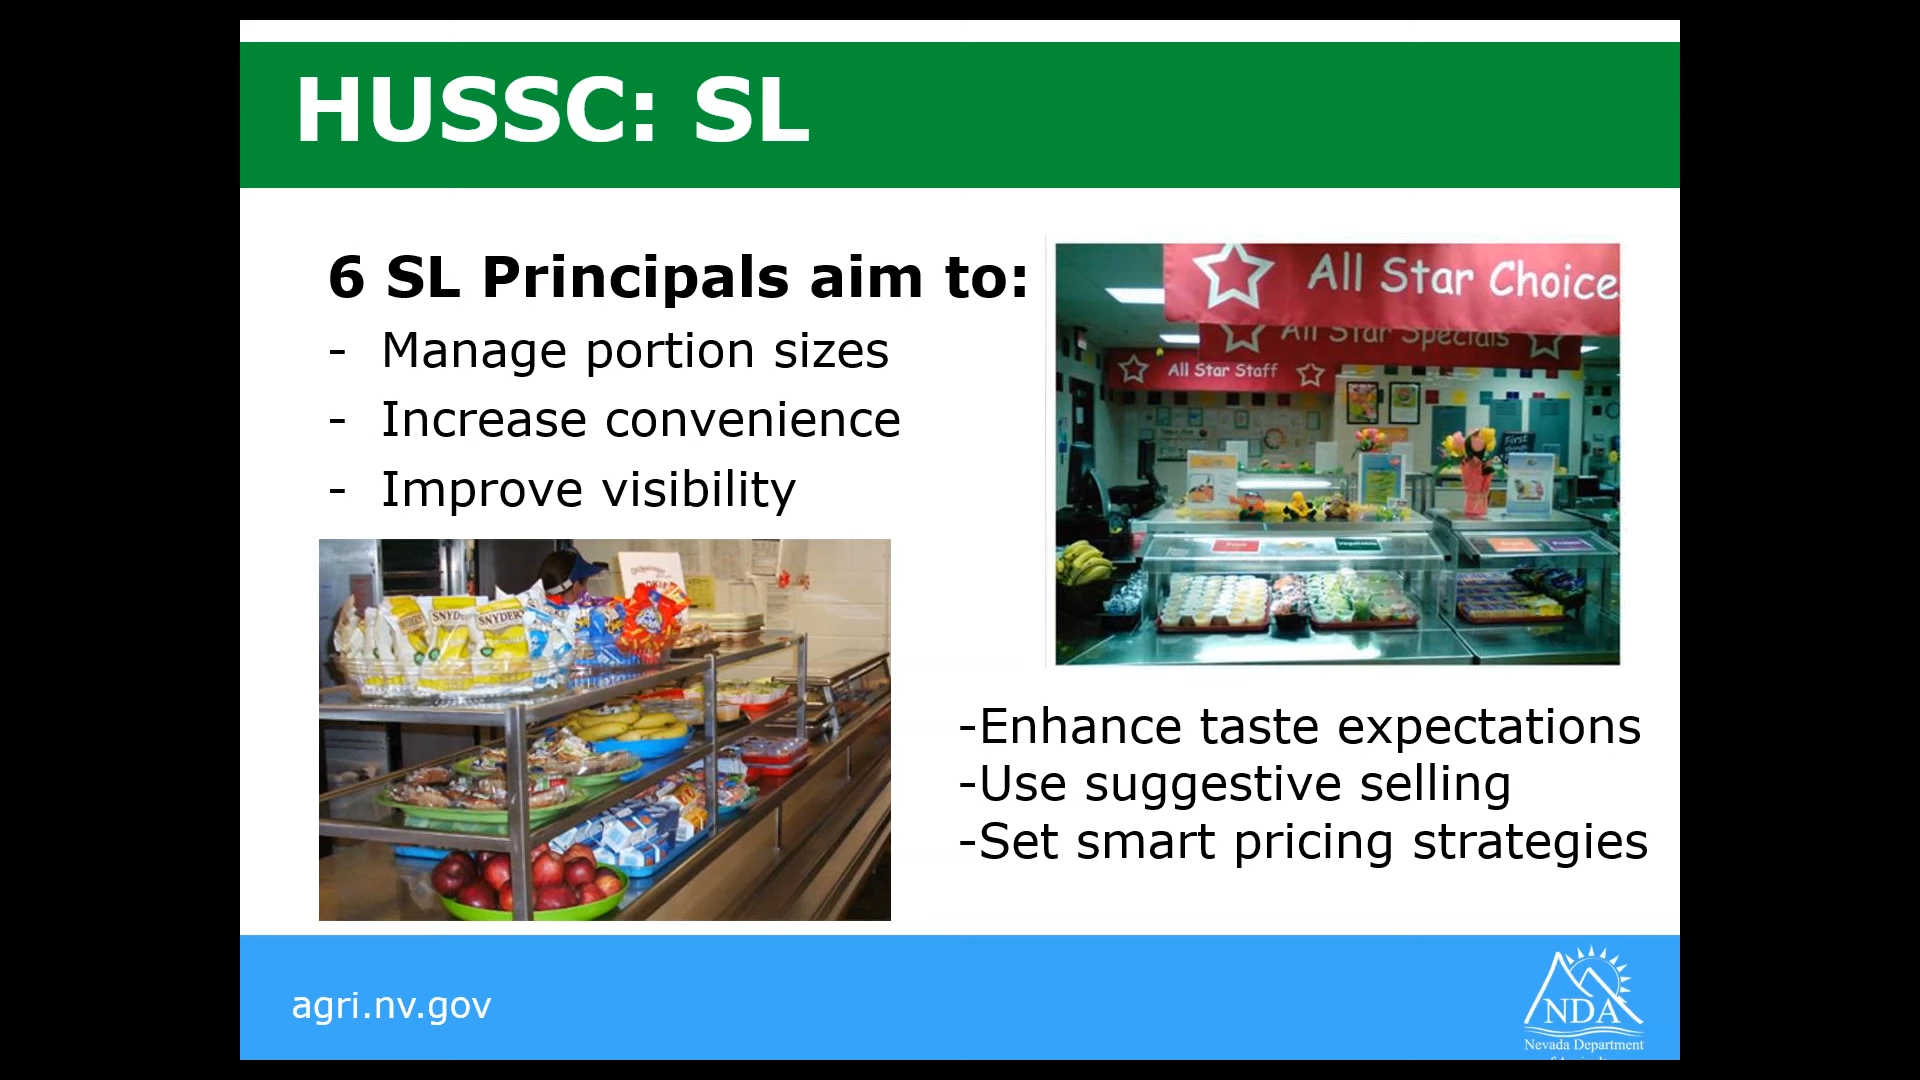 HUSSC: SL
6 SL Principals aim to:
- Manage portion sizes
- Increase convenience
- Improve visibility
All Star Choice
All Star Specials
All Star Staff
First
SNYDER'
-Enhance taste expectations
-Use suggestive selling
-Set smart pricing strategies
agri.nv.gov
NDA
Nevada Department